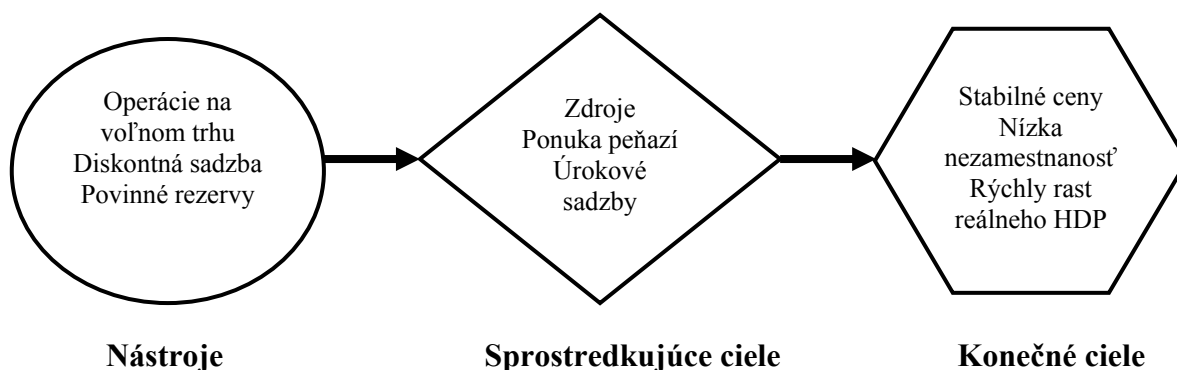 Operácie na
voľnom trhu
Diskontná sadzba
Povinné rezervy
Zdroje
Ponuka peňazí
Úrokové
sadzby
Stabilné ceny
Nízka
nezamestnanosť
Rýchly rast
reálneho HDP
Nástroje
Sprostredkujúce ciele
Konečné ciele